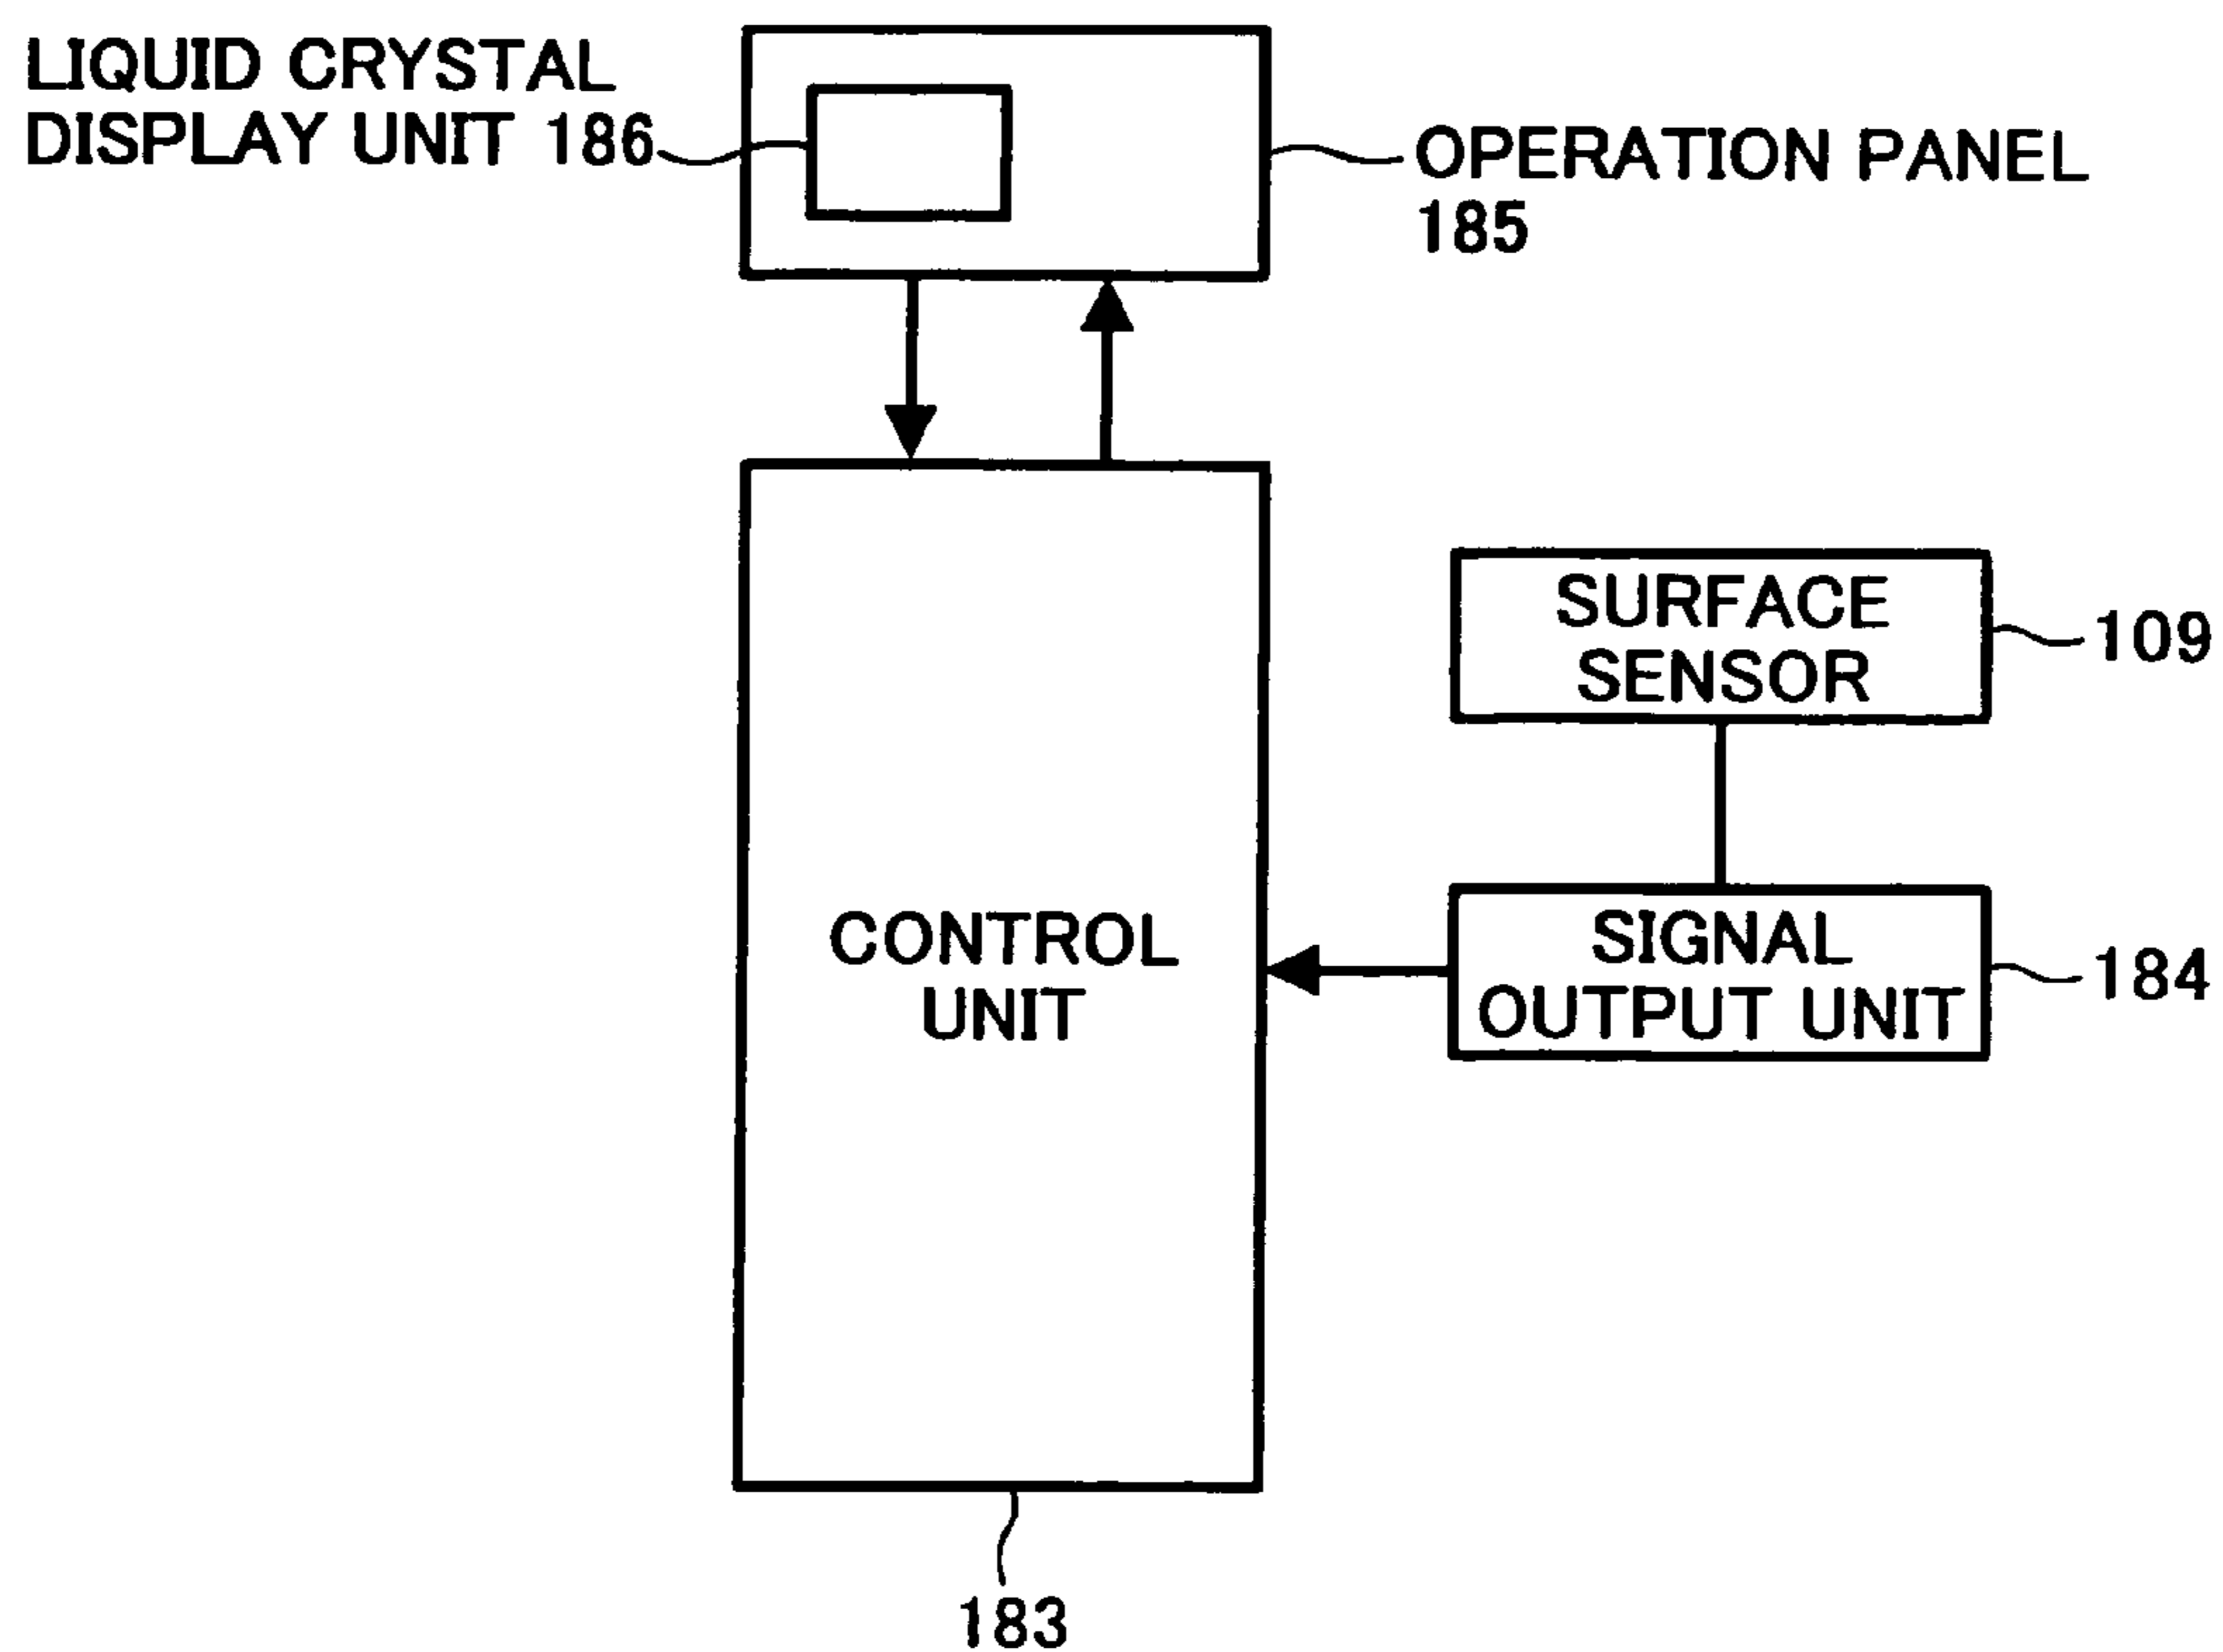 LIQUID CRYSTAL
DISPLAY UNIT 186
OPERATION PANEL
185
SURFACE
SENSOR
109
CONTROL
UNIT
SIGNAL
OUTPUT UNIT
184
183